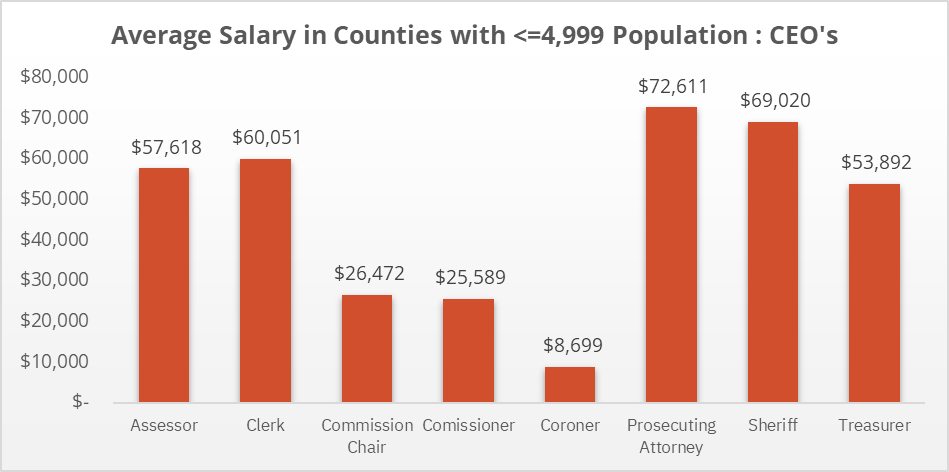 Average Salary in Counties with <=4,999 Population : CEO's
$80,000
$70,000
$60,000
$50,000
$40,000
$30,000
$20,000
$10,000
$-
$57,618
$60,051
$26,472
$25,589
$8,699
$72,611
$69,020
$53,892
Assessor
Clerk
Commission
Chair
Comissioner
Coroner
Prosecuting
Attorney
Sheriff
Treasurer